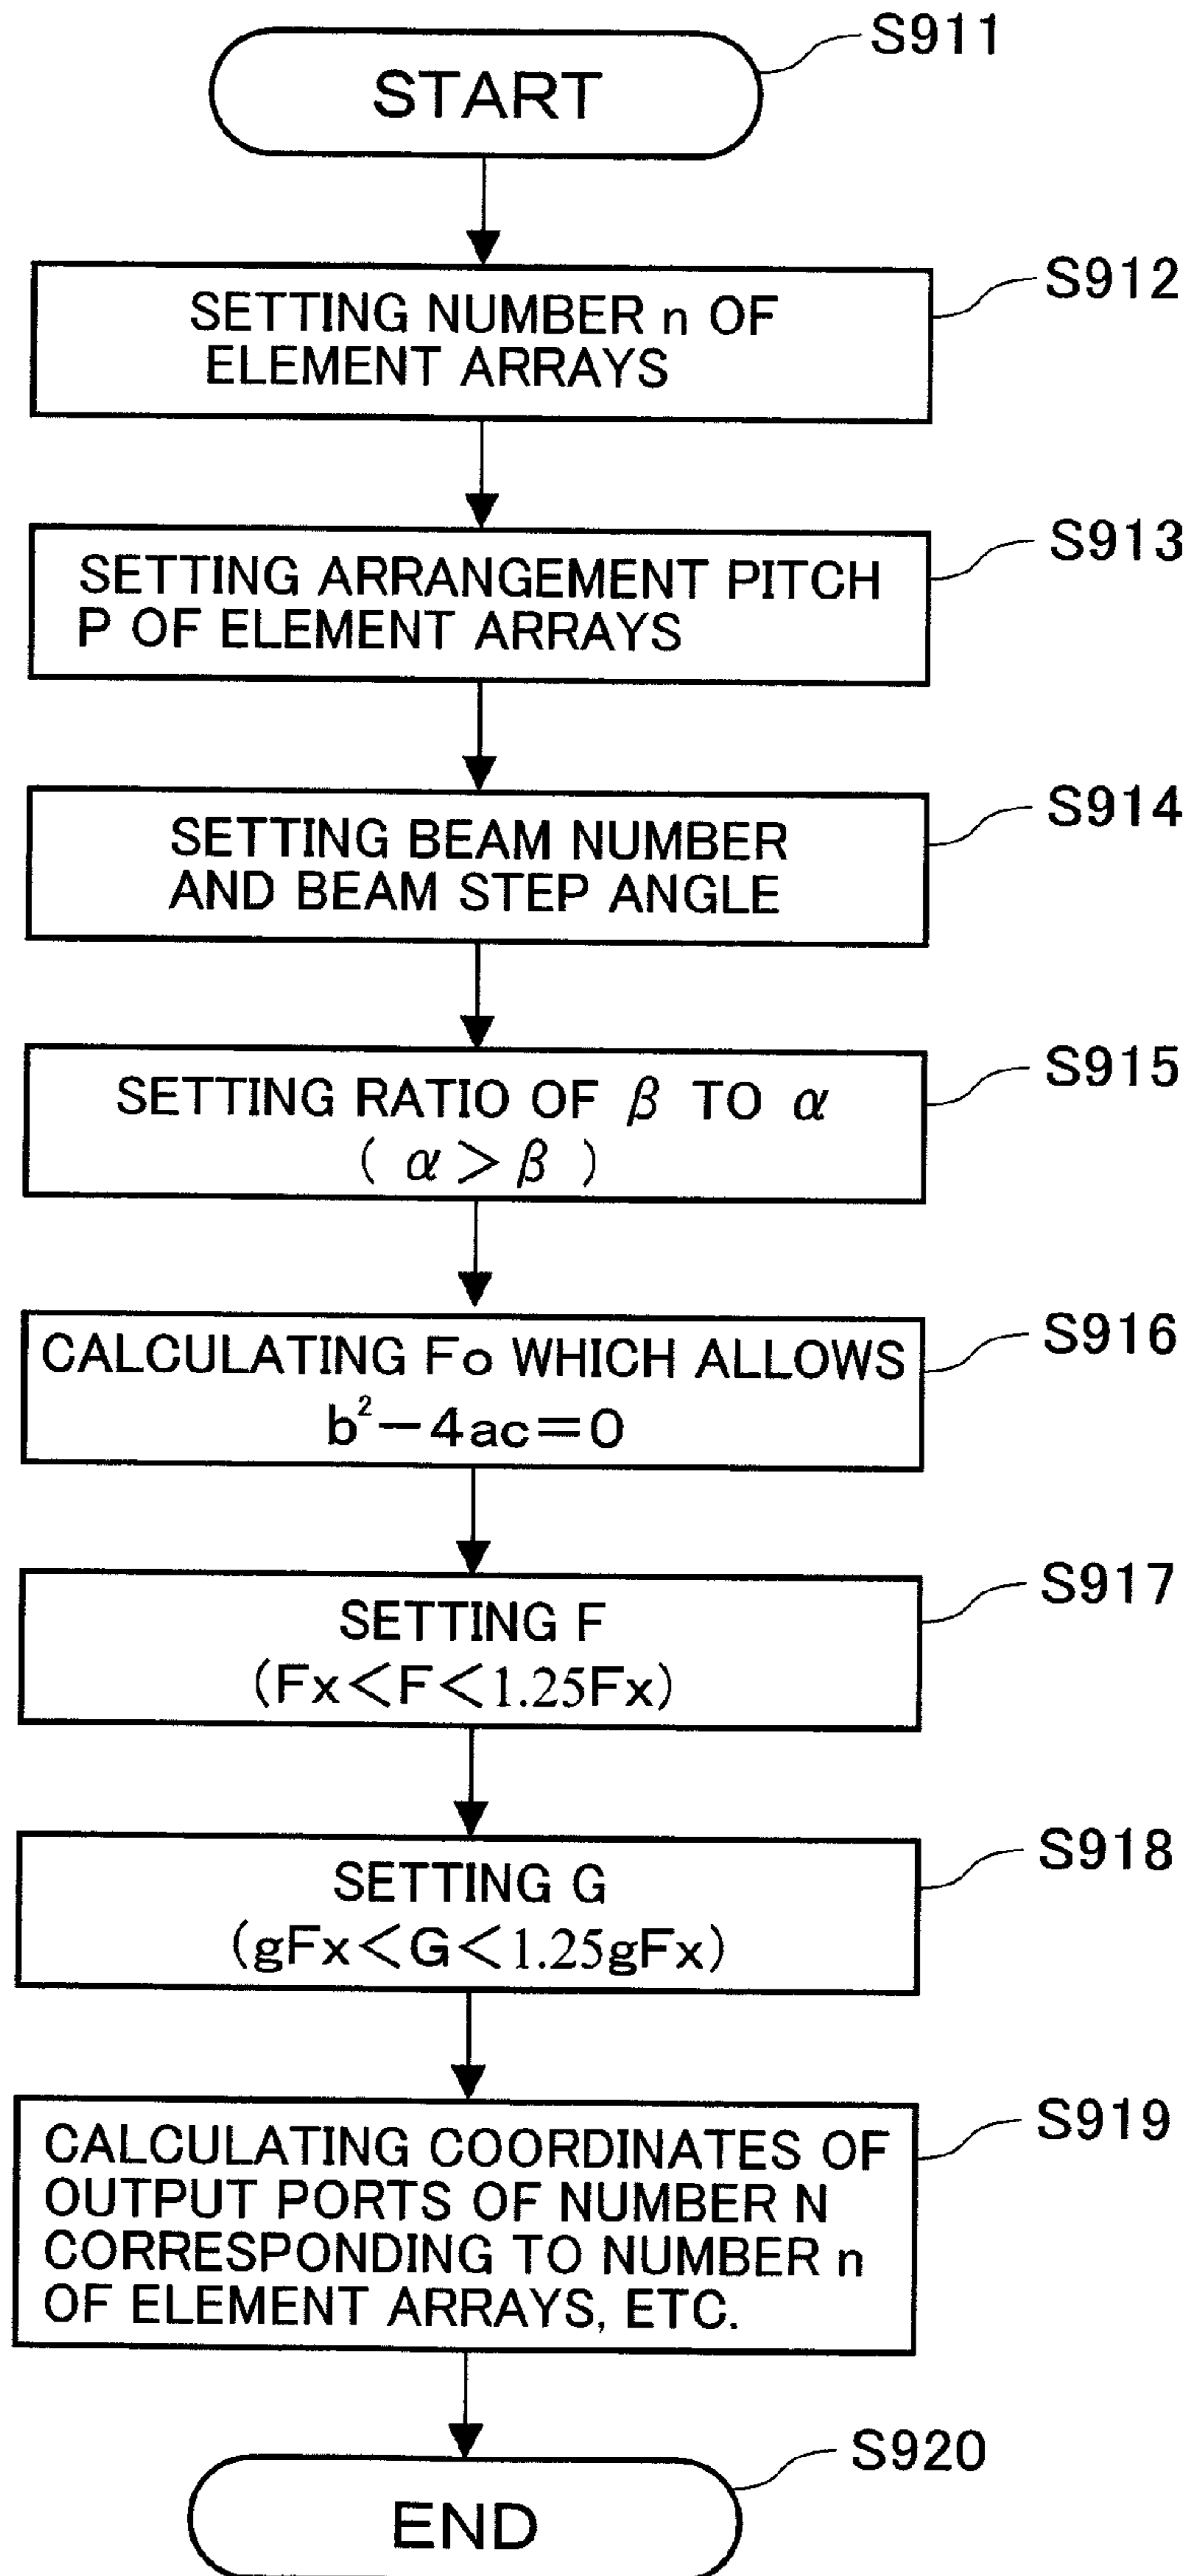 START
S911
SETTING NUMBER n OF
ELEMENT ARRAYS
S912
SETTING ARRANGEMENT PITCH
P OF ELEMENT ARRAYS
S913
SETTING BEAM NUMBER
AND BEAM STEP ANGLE
S914
SETTING RATIO OF β TO α
( α > β )
S915
CALCULATING Fo WHICH ALLOWS
b²−4ac=0
S916
SETTING F
(Fx<F<1.25Fx)
S917
SETTING G
(gFx<G<1.25gFx)
S918
CALCULATING COORDINATES OF
OUTPUT PORTS OF NUMBER N
CORRESPONDING TO NUMBER n
OF ELEMENT ARRAYS, ETC.
S919
END
S920